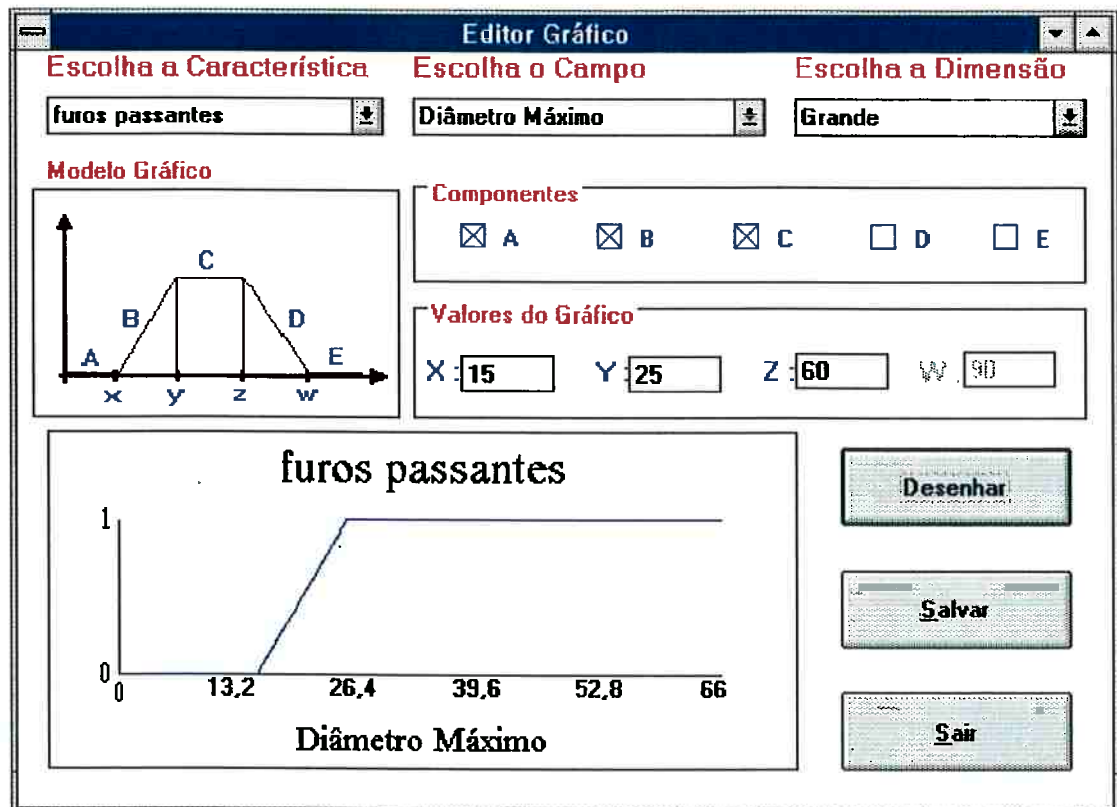 Editor Gráfico
Escolha a Característica Escolha o Campo Escolha a Dimensão
furos passantes Diâmetro Máximo Grande
Modelo Gráfico
C
B
D
A
E
x y z w
Componentes
A B C D E
Valores do Gráfico
X : 15 Y : 25 Z : 60 W . 90
furos passantes
1
0
0 13,2 26,4 39,6 52,8 66
Diâmetro Máximo
Desenhar
Salvar
Sair